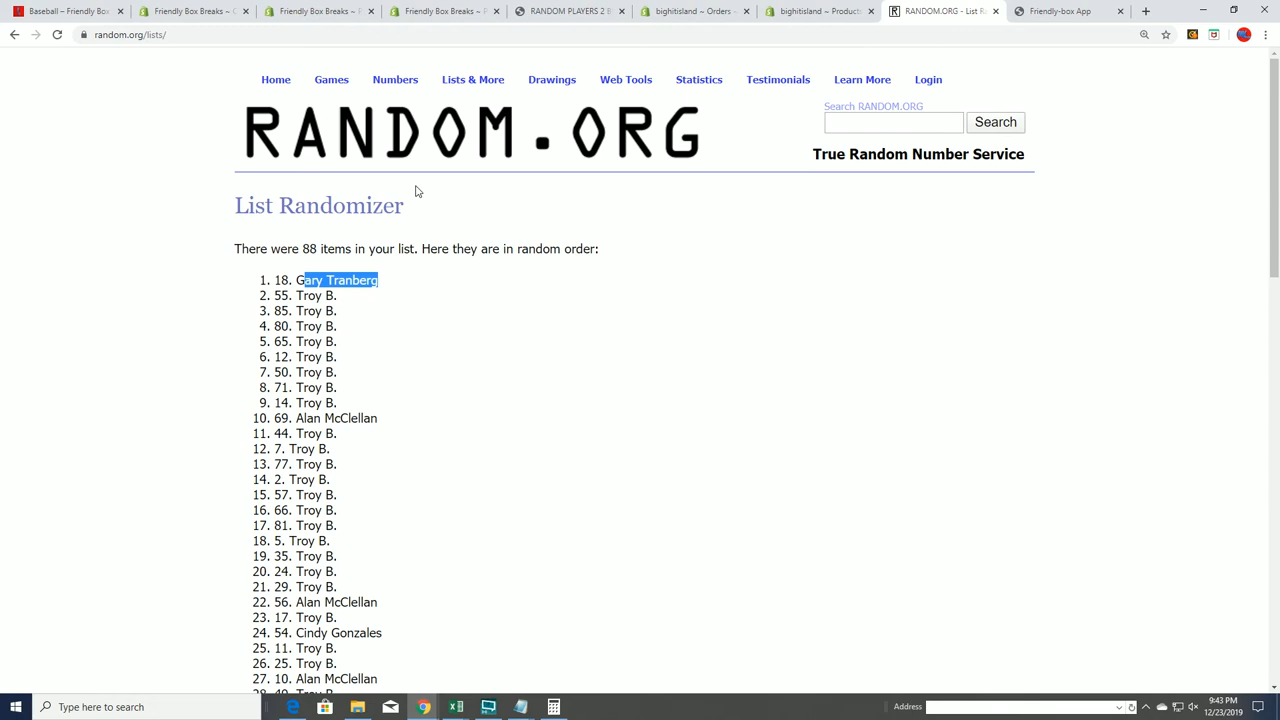 Baseball – Friendly Box
Friendly Box Breaks – C
Friendly Box Breaks ~ F
Friendly Box Breaks ~ F
RANDOM PLAYERS 2 B
bighitisland ~ Orders ~
bighitisland ~ Product
RANDOM.ORG - List R
Friendly-box App
random.org/lists/
Home Games Numbers Lists & More Drawings Web Tools Statistics Testimonials Learn More Login
RANDOM.ORG
Search RANDOM.ORG
Search
True Random Number Service
List Randomizer
There were 88 items in your list. Here they are in random order:
1. 18. Gary Tranberg
2. 55. Troy B.
3. 85. Troy B.
4. 80. Troy B.
5. 65. Troy B.
6. 12. Troy B.
7. 50. Troy B.
8. 71. Troy B.
9. 14. Troy B.
10. 69. Alan McClellan
11. 44. Troy B.
12. 7. Troy B.
13. 77. Troy B.
14. 2. Troy B.
15. 57. Troy B.
16. 66. Troy B.
17. 81. Troy B.
18. 5. Troy B.
19. 35. Troy B.
20. 24. Troy B.
21. 29. Troy B.
22. 56. Alan McClellan
23. 17. Troy B.
24. 54. Cindy Gonzales
25. 11. Troy B.
26. 25. Troy B.
27. 10. Alan McClellan
28. 49. Troy B.
Type here to search
Address
9:43 PM
12/23/2019